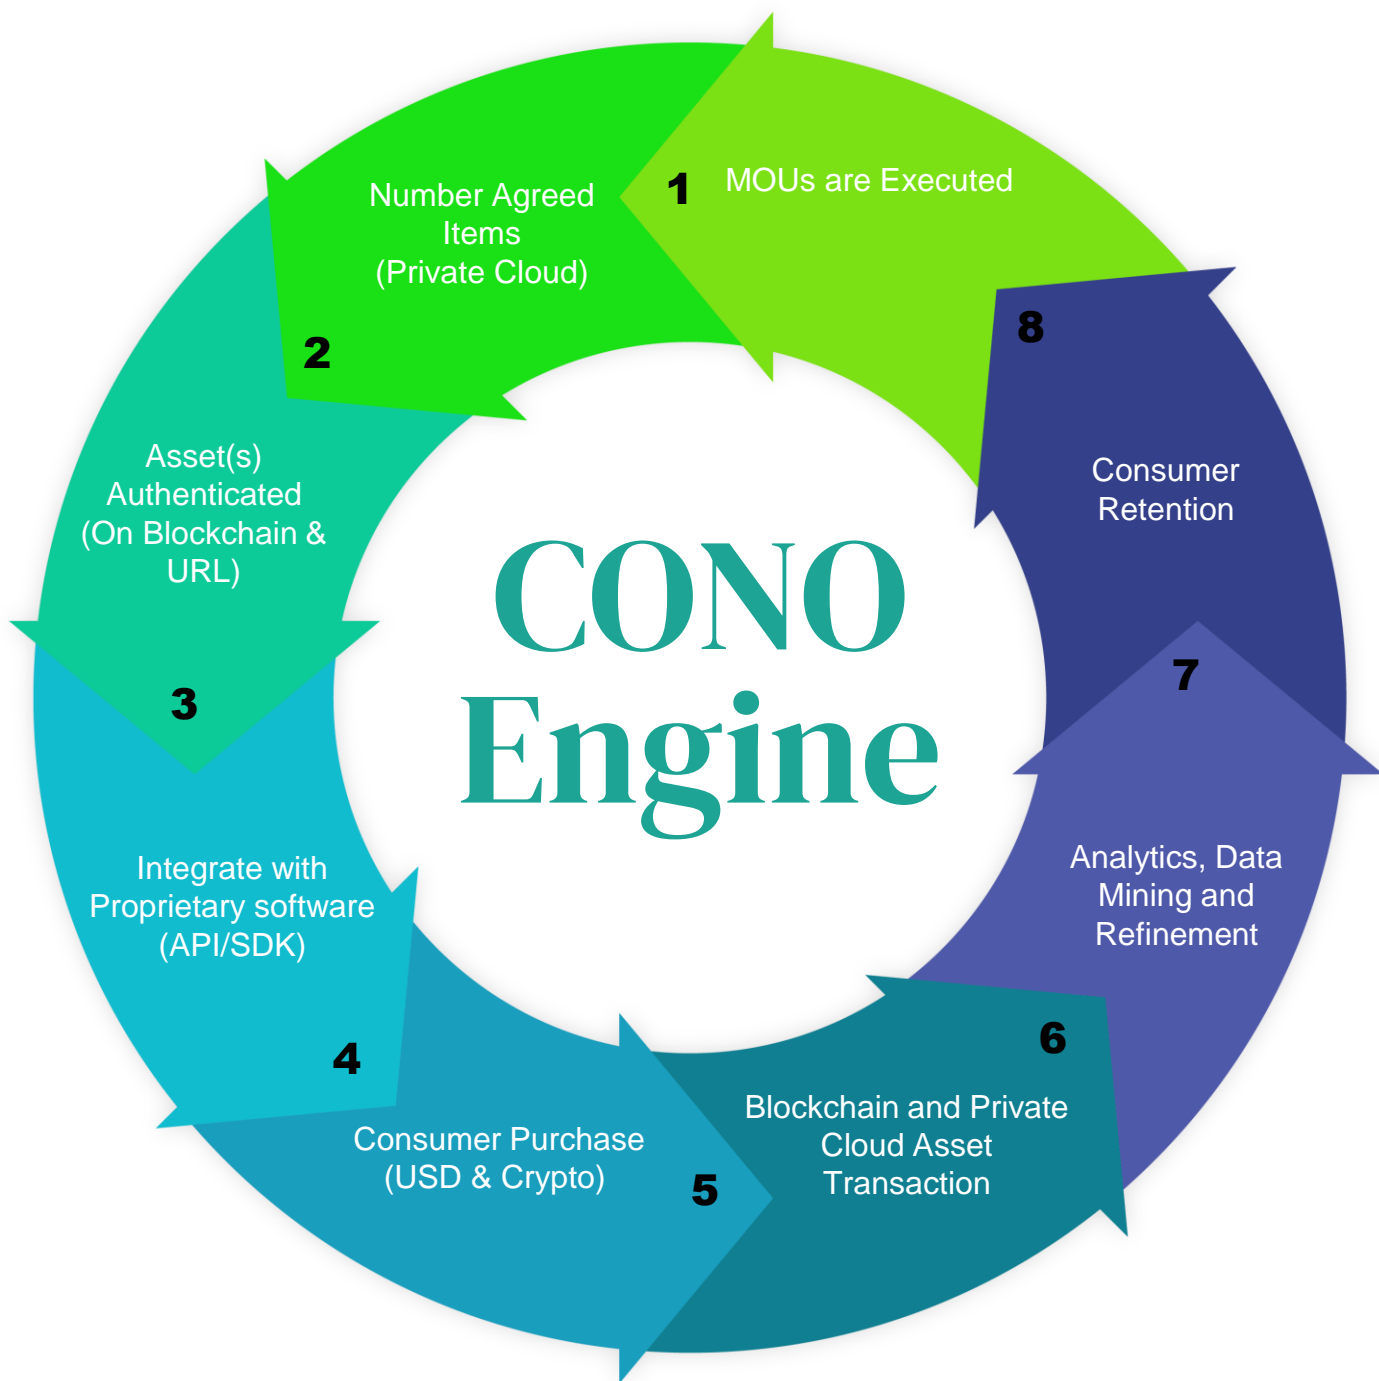 1
MOUs are Executed
Number Agreed
Items
(Private Cloud)
2
Asset(s)
Authenticated
(On Blockchain &
URL)
3
Integrate with
Proprietary software
(API/SDK)
4
Consumer Purchase
(USD & Crypto)
5
Blockchain and Private
Cloud Asset
Transaction
6
Analytics, Data
Mining and
Refinement
7
Consumer
Retention
8
CONO
Engine